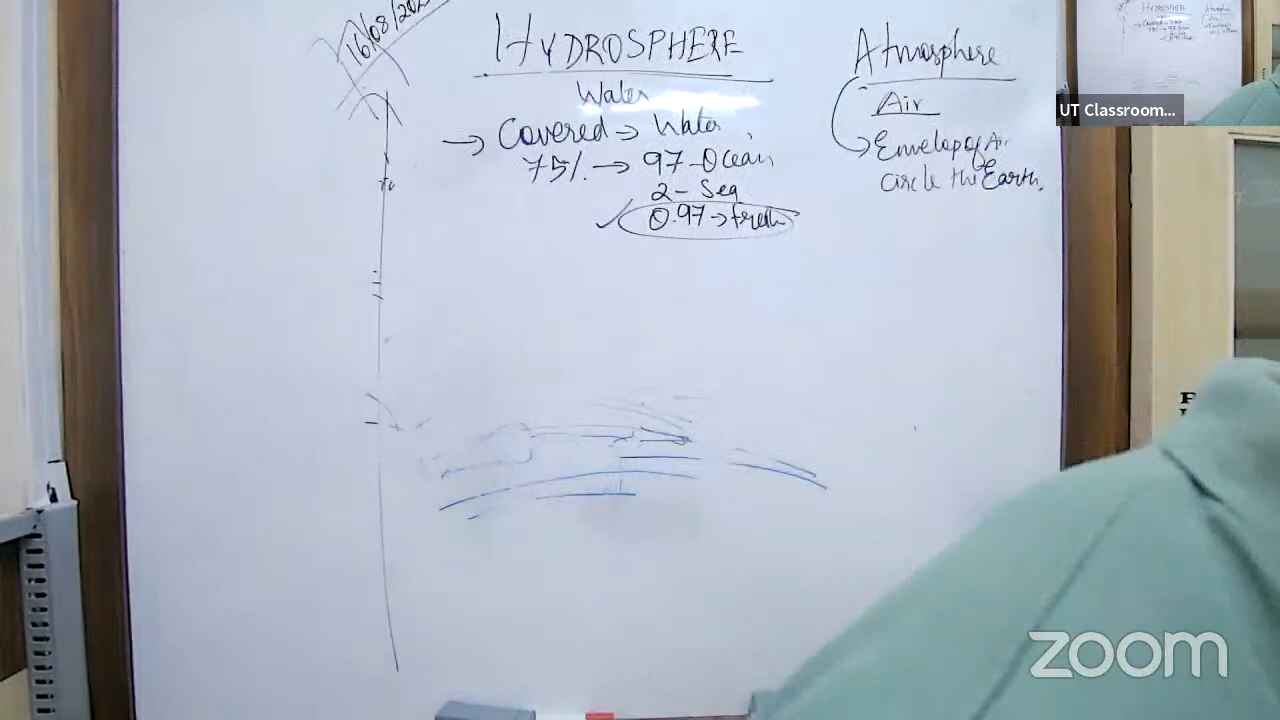 16/08/202
HYDROSPHERE
Water
→ Covered → Water,
75% → 97-Ocean
2-Sea
✓ 0.97 → fresh
Atmosphere
Air
→ Envelop of Air
circle the Earth.
UT Classroom...
zoom